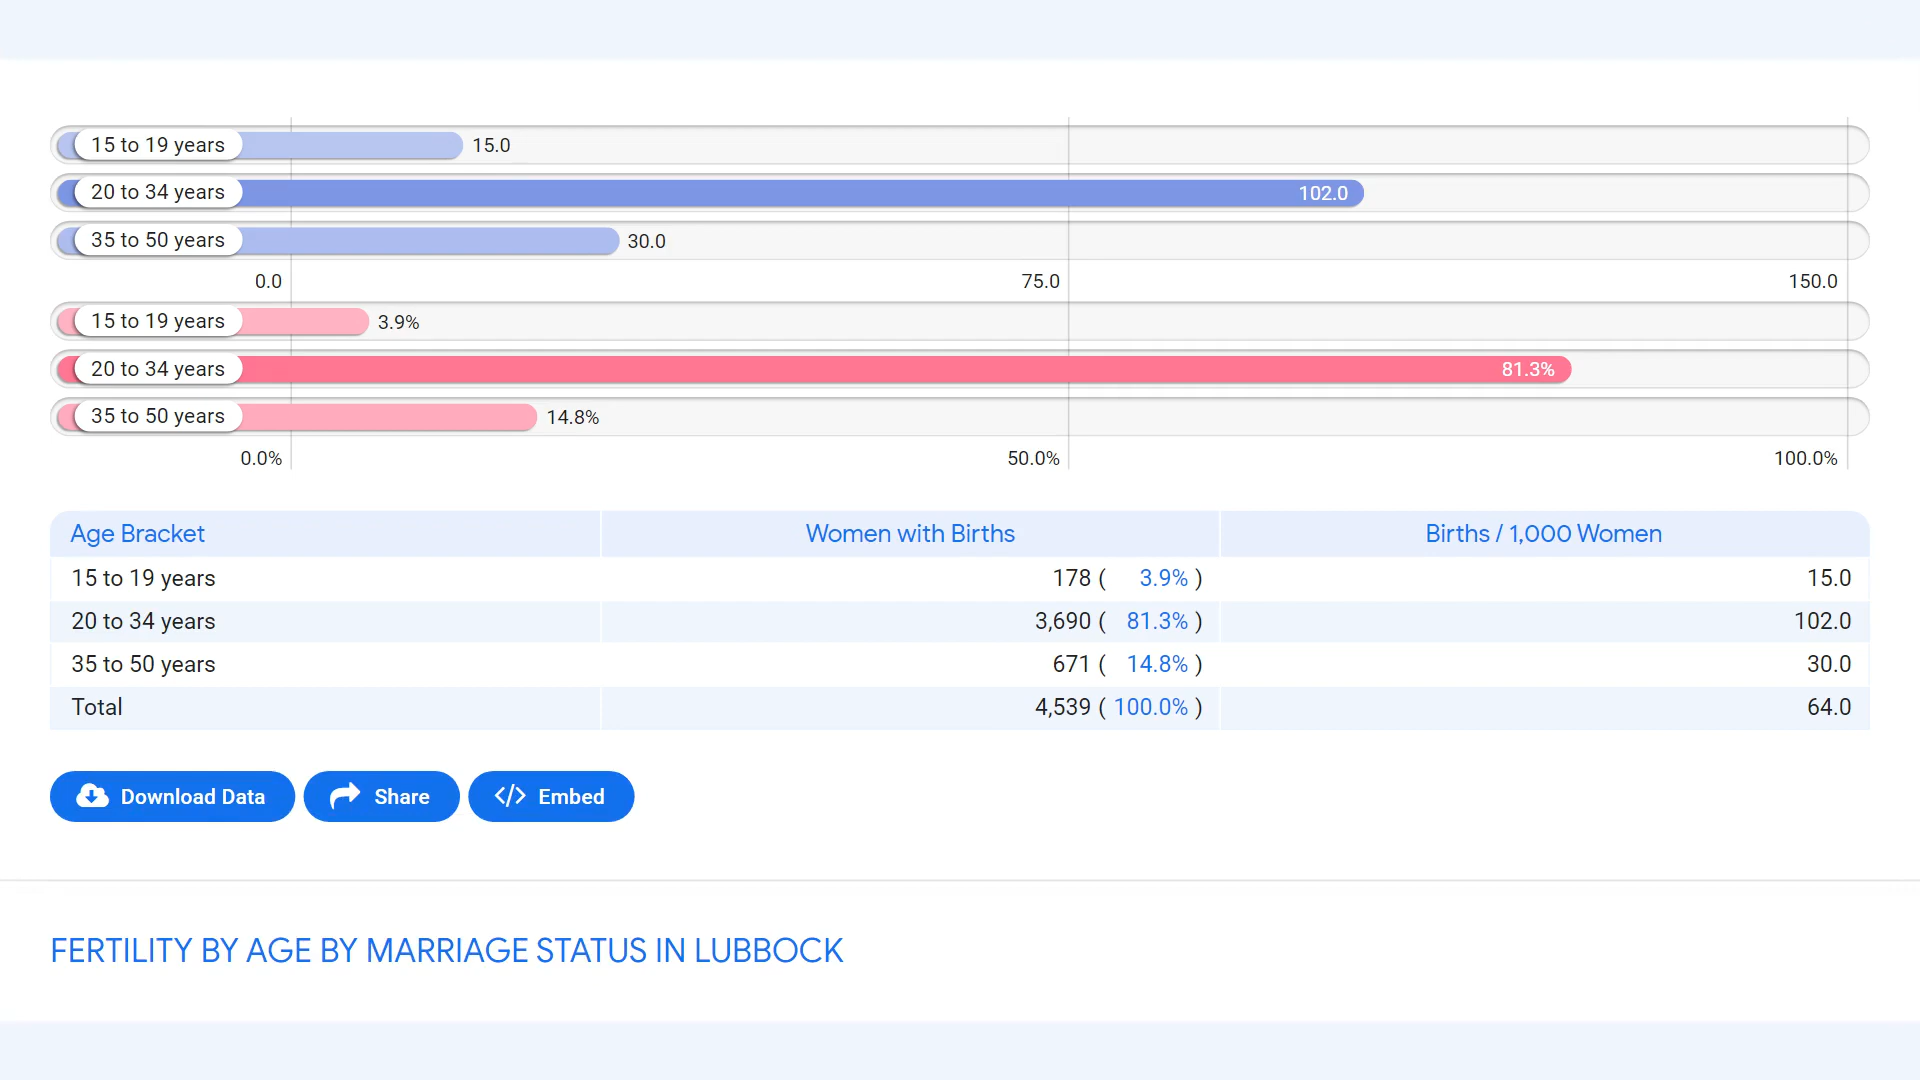 15 to 19 years 15.0
20 to 34 years 102.0
35 to 50 years 30.0
0.0 75.0 150.0
15 to 19 years 3.9%
20 to 34 years 81.3%
35 to 50 years 14.8%
0.0% 50.0% 100.0%
Age Bracket Women with Births Births / 1,000 Women
15 to 19 years 178 ( 3.9% ) 15.0
20 to 34 years 3,690 ( 81.3% ) 102.0
35 to 50 years 671 ( 14.8% ) 30.0
Total 4,539 ( 100.0% ) 64.0
Download Data Share </> Embed
FERTILITY BY AGE BY MARRIAGE STATUS IN LUBBOCK